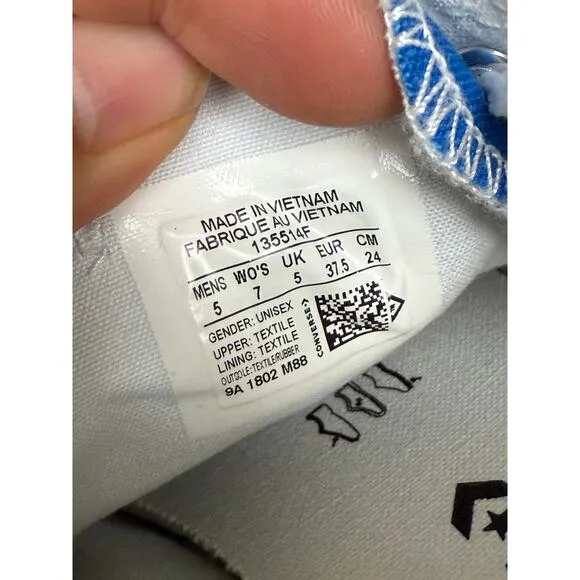 MADE IN VIETNAM
FABRIQUE AU VIETNAM
135514F
MENS WO'S UK EUR CM
5 7 5 37.5 24
GENDER: UNISEX
UPPER: TEXTILE
LINING: TEXTILE
OUTSOLE: TEXTILE/RUBBER
9A 1802 M88
CONVERSE